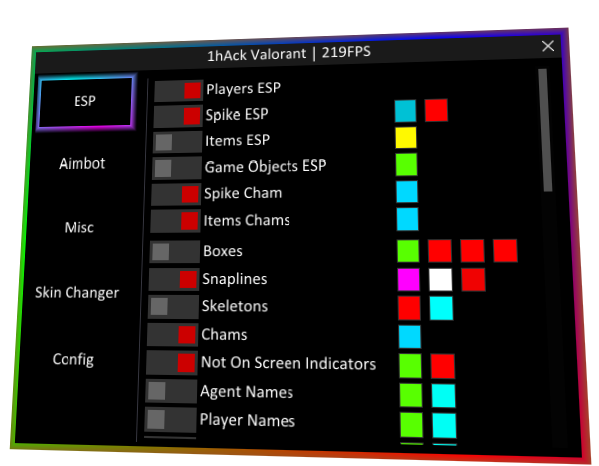 1hAck Valorant | 219FPS
ESP
Aimbot
Misc
Skin Changer
Config
Players ESP
Spike ESP
Items ESP
Game Objects ESP
Spike Cham
Items Chams
Boxes
Snaplines
Skeletons
Chams
Not On Screen Indicators
Agent Names
Player Names